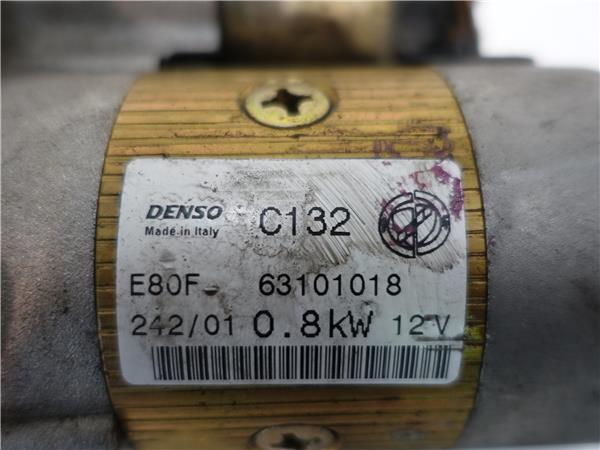 DENSO C132
Made in Italy
E80F 63101018
242/01 0.8kW 12V